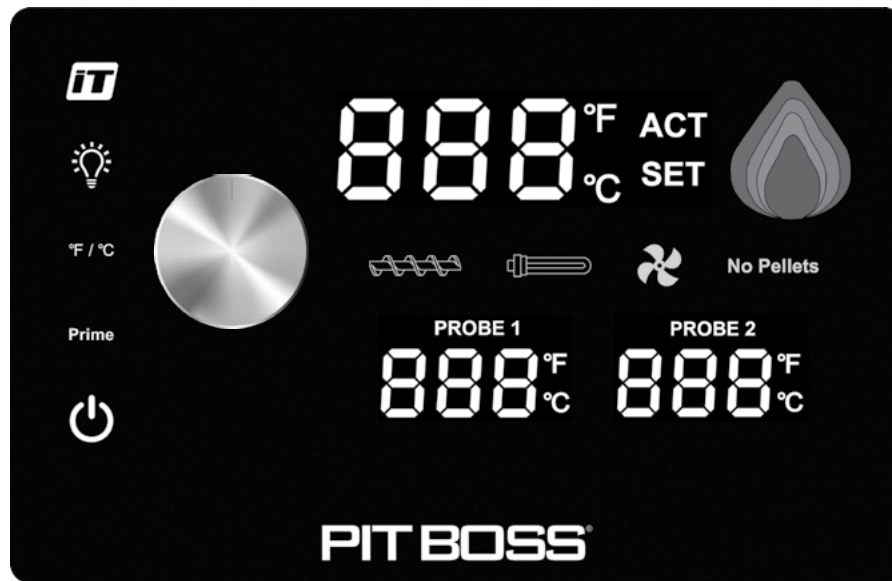 iT
888 °F ACT
°C SET
°F / °C
No Pellets
Prime
PROBE 1
888 °F
°C
PROBE 2
888 °F
°C
PIT BOSS®